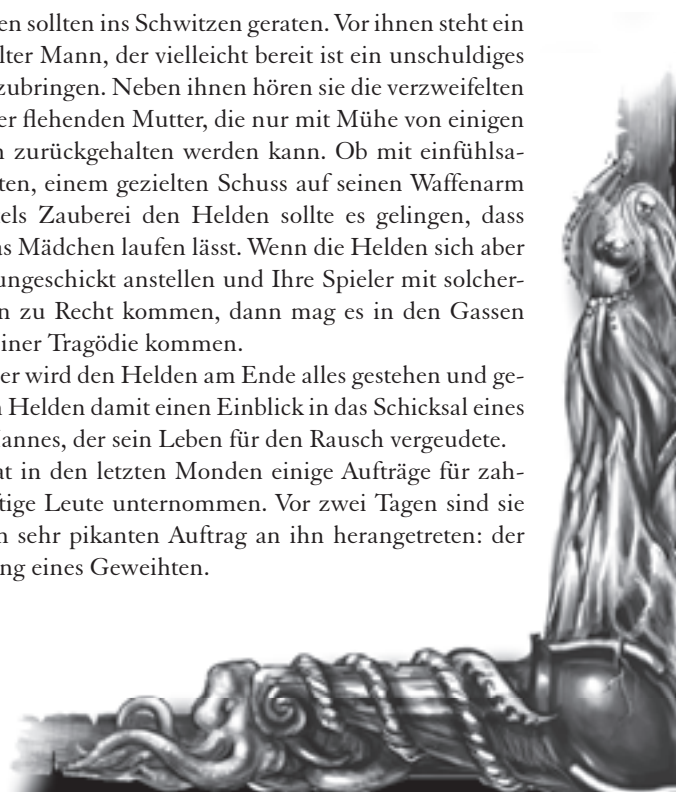 en sollten ins Schwitzen geraten. Vor ihnen steht ein
lter Mann, der vielleicht bereit ist ein unschuldiges
zubringen. Neben ihnen hören sie die verzweifelten
er flehenden Mutter, die nur mit Mühe von einigen
n zurückgehalten werden kann. Ob mit einfühlsa-
ten, einem gezielten Schuss auf seinen Waffenarm
els Zauberei den Helden sollte es gelingen, dass
as Mädchen laufen lässt. Wenn die Helden sich aber
ungeschickt anstellen und Ihre Spieler mit solcher-
n zu Recht kommen, dann mag es in den Gassen
iner Tragödie kommen.
er wird den Helden am Ende alles gestehen und ge-
n Helden damit einen Einblick in das Schicksal eines
Mannes, der sein Leben für den Rausch vergeudete.
at in den letzten Monden einige Aufträge für zah-
ftige Leute unternommen. Vor zwei Tagen sind sie
m sehr pikanten Auftrag an ihn herangetreten: der
ng eines Geweihten.